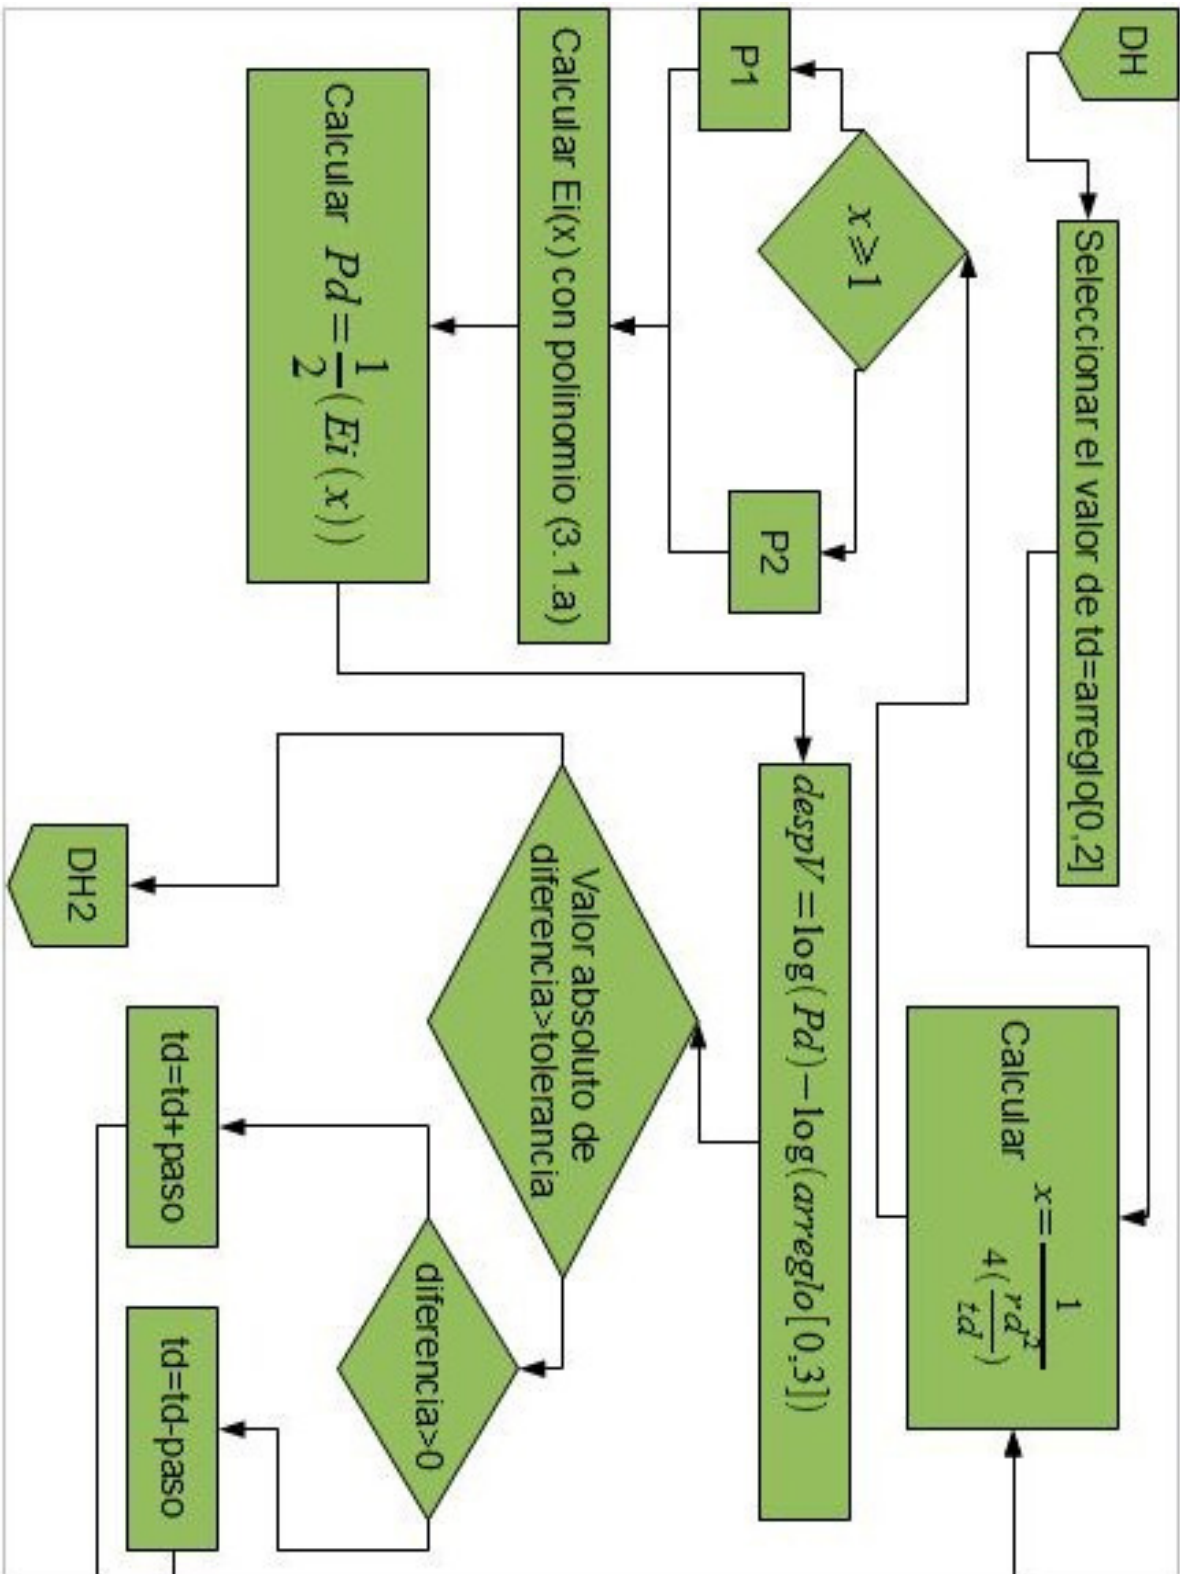 DH
Seleccionar el valor de td=arreglo[0,2]
Calcular x=1/4(rd²/td)
x⩾1
P1
P2
Calcular Ei(x) con polinomio (3.1.a)
Calcular Pd=1/2(Ei(x))
despV=log(Pd)−log(arreglo[0,3])
Valor absoluto de
diferencia>tolerancia
diferencia>0
DH2
td=td+paso
td=td-paso